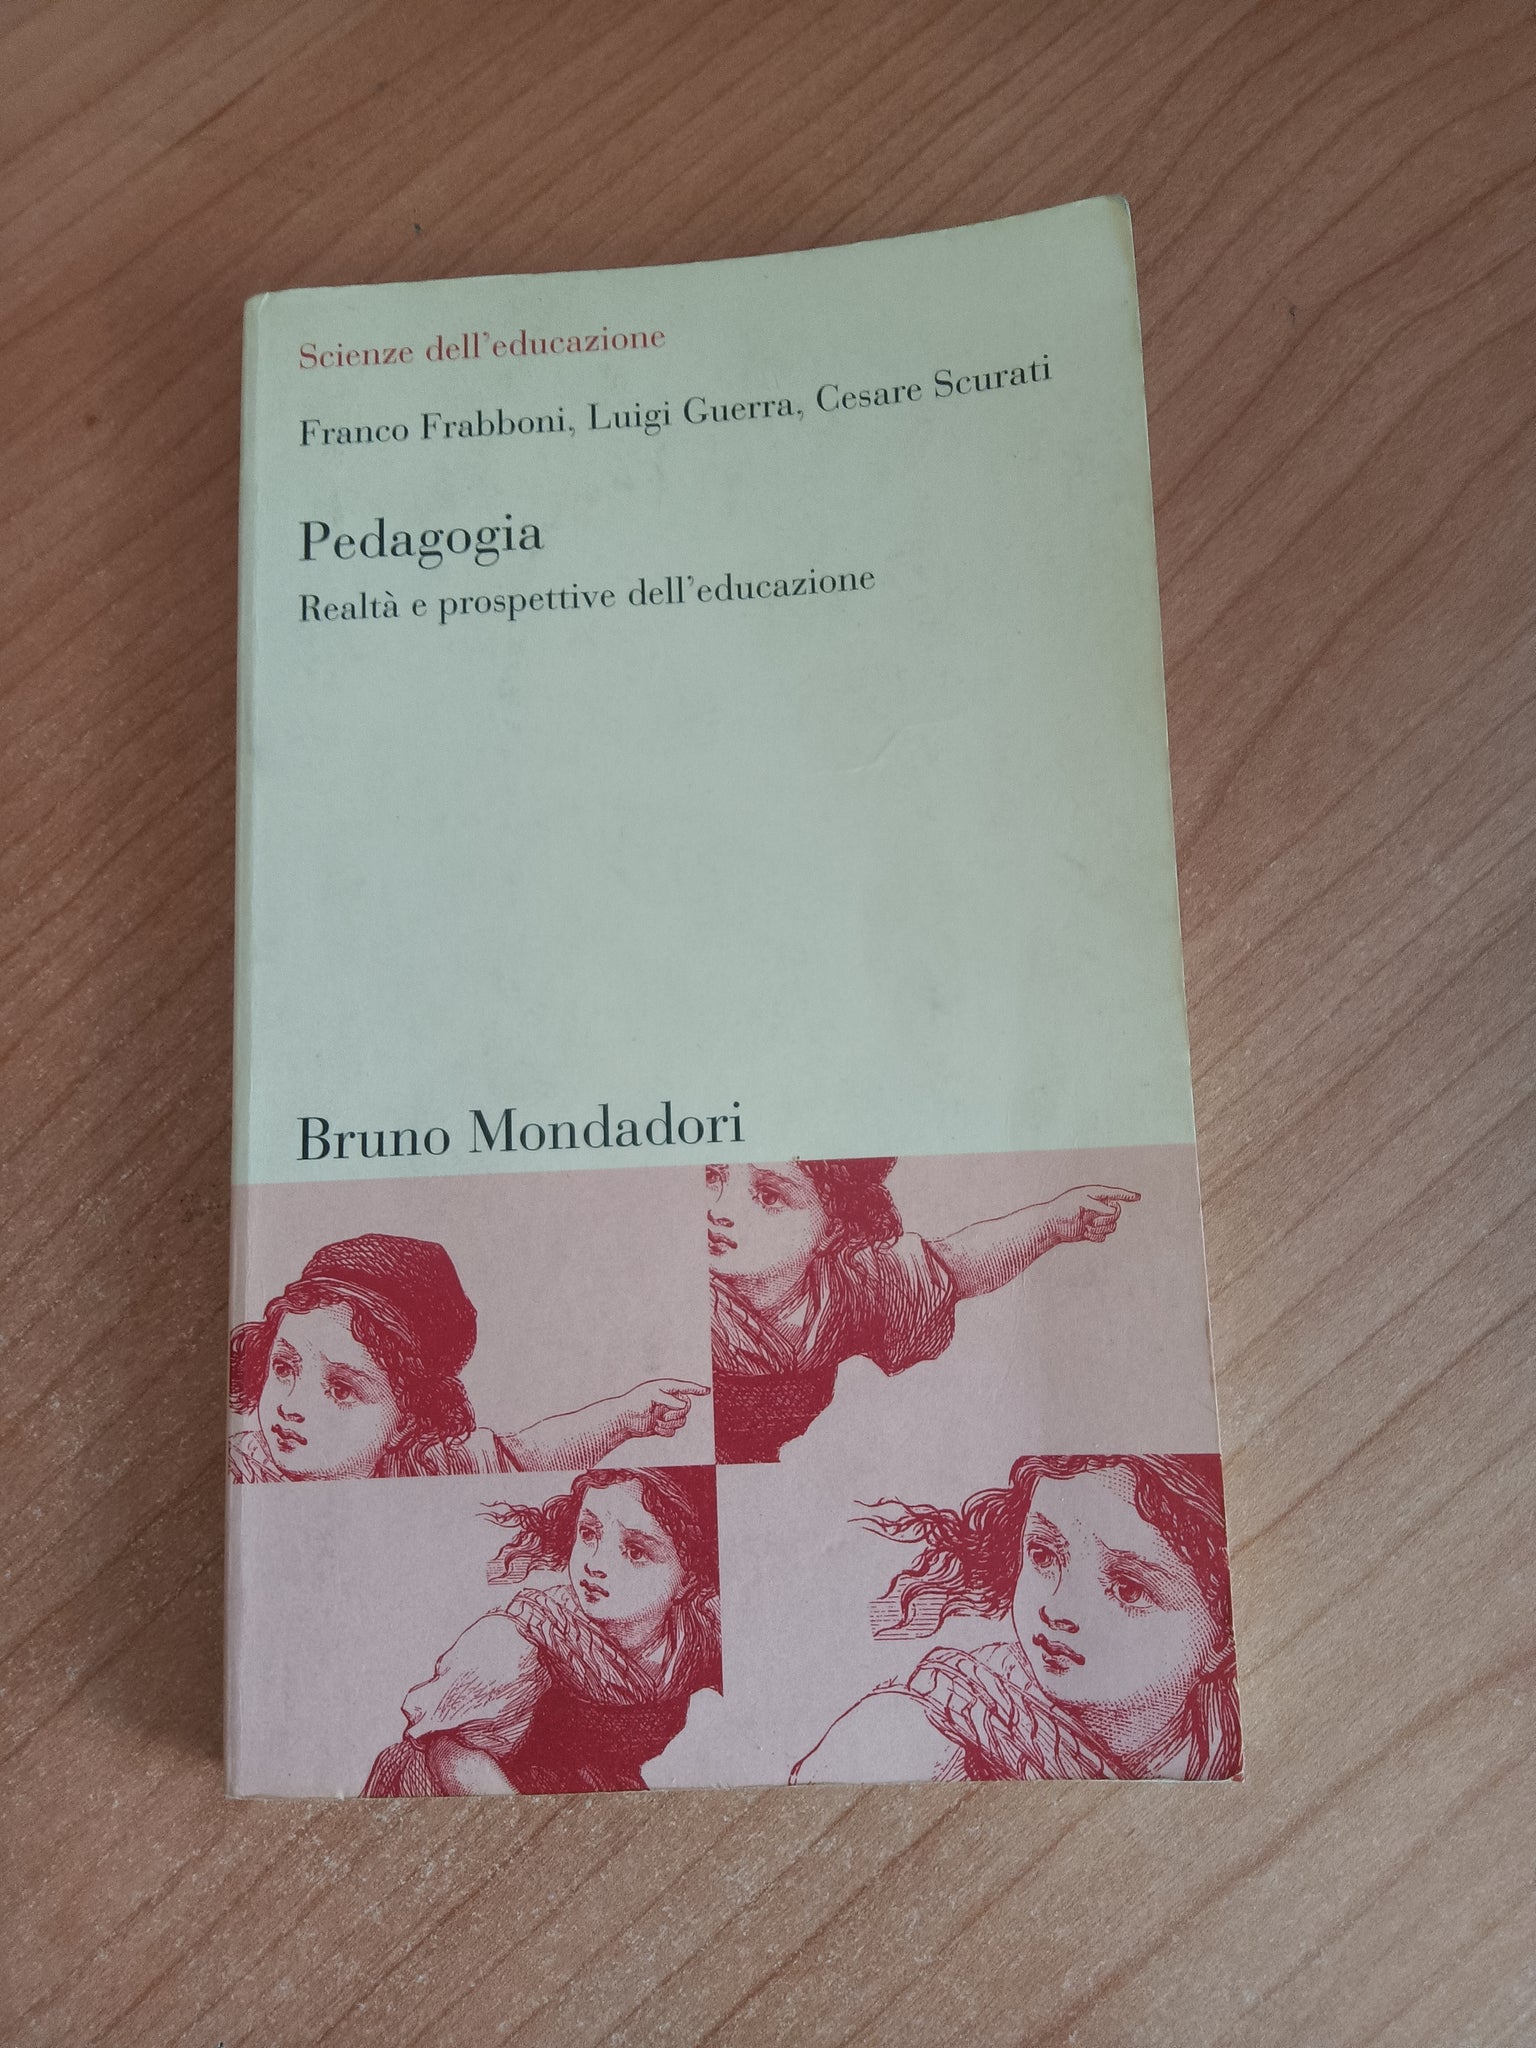 Scienze dell'educazione
Franco Frabboni, Luigi Guerra, Cesare Scurati
Pedagogia
Realtà e prospettive dell'educazione
Bruno Mondadori